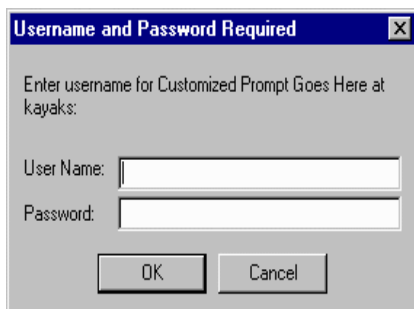 Username and Password Required
Enter username for Customized Prompt Goes Here at
kayaks:
User Name:
Password:
OK Cancel